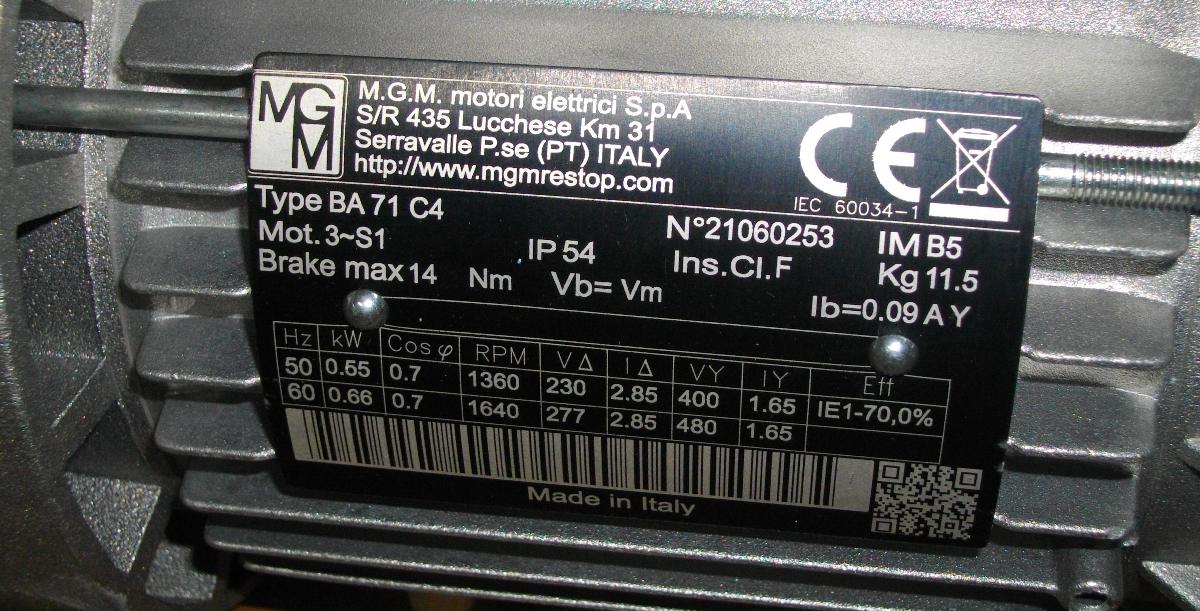 MGM
M.G.M. motori elettrici S.p.A
S/R 435 Lucchese Km 31
Serravalle P.se (PT) ITALY
http://www.mgmrestop.com
CE
IEC 60034-1
Type BA 71 C4 N°21060253 IM B5
Mot.3~S1 IP 54 Ins.Cl.F Kg 11.5
Brake max 14 Nm Vb= Vm Ib=0.09 A Y
Hz kW Cos φ RPM V Δ I Δ VY IY Eff
50 0.55 0.7 1360 230 2.85 400 1.65 IE1-70,0%
60 0.66 0.7 1640 277 2.85 480 1.65
Made in Italy